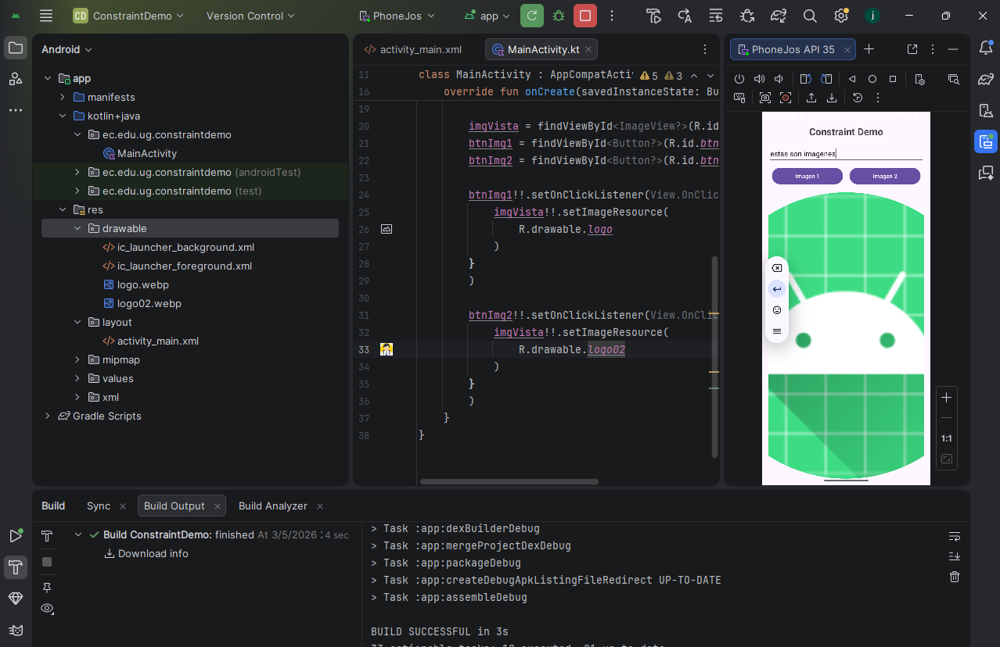 CD ConstraintDemo Version Control PhoneJos app j
Android
app
manifests
kotlin+java
ec.edu.ug.constraintdemo
MainActivity
ec.edu.ug.constraintdemo (androidTest)
ec.edu.ug.constraintdemo (test)
res
drawable
ic_launcher_background.xml
ic_launcher_foreground.xml
logo.webp
logo02.webp
layout
activity_main.xml
mipmap
values
xml
Gradle Scripts
activity_main.xml MainActivity.kt
11 class MainActivity : AppCompatActiv 5 3
16 override fun onCreate(savedInstanceState: Bu
19
20 imgVista = findViewById<ImageView?>(R.id
21 btnImg1 = findViewById<Button?>(R.id.btn
22 btnImg2 = findViewById<Button?>(R.id.btn
23
24 btnImg1!!.setOnClickListener(View.OnClic
25 imgVista!!.setImageResource(
26 R.drawable.logo
27 )
28 }
29 )
30
31 btnImg2!!.setOnClickListener(View.OnClic
32 imgVista!!.setImageResource(
33 R.drawable.logo02
34 )
35 }
36 )
37 }
38 }
PhoneJos API 35
Constraint Demo
estas son imagenes
Imagen 1 Imagen 2
1:1
Build Sync Build Output Build Analyzer
Build ConstraintDemo: finished At 3/5/2026 4 sec
Download info
> Task :app:dexBuilderDebug
> Task :app:mergeProjectDexDebug
> Task :app:packageDebug
> Task :app:createDebugApkListingFileRedirect UP-TO-DATE
> Task :app:assembleDebug
BUILD SUCCESSFUL in 3s